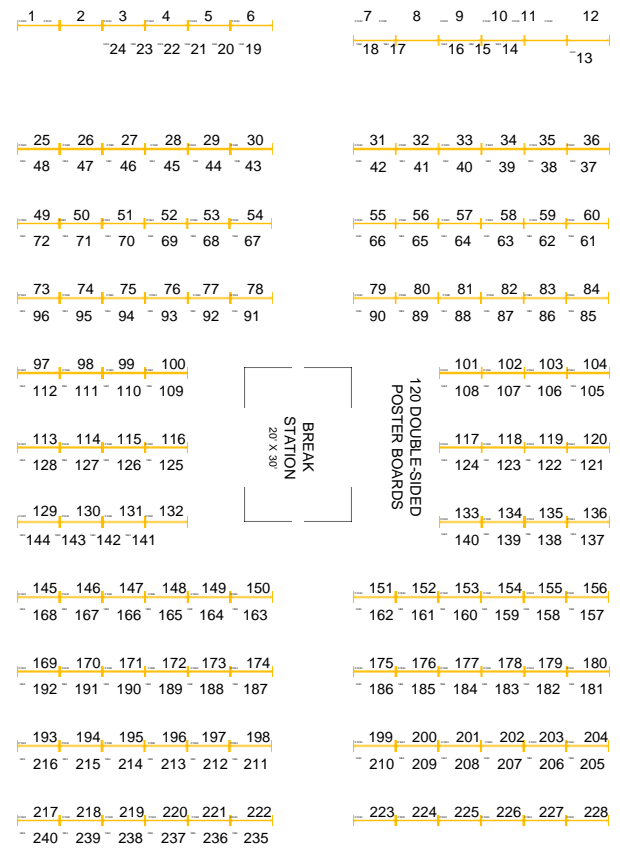 1 2 3 4 5 6 7 8 9 10 11 12
24 23 22 21 20 19 18 17 16 15 14 13
25 26 27 28 29 30 31 32 33 34 35 36
48 47 46 45 44 43 42 41 40 39 38 37
49 50 51 52 53 54 55 56 57 58 59 60
72 71 70 69 68 67 66 65 64 63 62 61
73 74 75 76 77 78 79 80 81 82 83 84
96 95 94 93 92 91 90 89 88 87 86 85
97 98 99 100 101 102 103 104
112 111 110 109 108 107 106 105
BREAK
STATION
20' X 30'
120 DOUBLE-SIDED
POSTER BOARDS
113 114 115 116 117 118 119 120
128 127 126 125 124 123 122 121
129 130 131 132 133 134 135 136
144 143 142 141 140 139 138 137
145 146 147 148 149 150 151 152 153 154 155 156
168 167 166 165 164 163 162 161 160 159 158 157
169 170 171 172 173 174 175 176 177 178 179 180
192 191 190 189 188 187 186 185 184 183 182 181
193 194 195 196 197 198 199 200 201 202 203 204
216 215 214 213 212 211 210 209 208 207 206 205
217 218 219 220 221 222 223 224 225 226 227 228
240 239 238 237 236 235